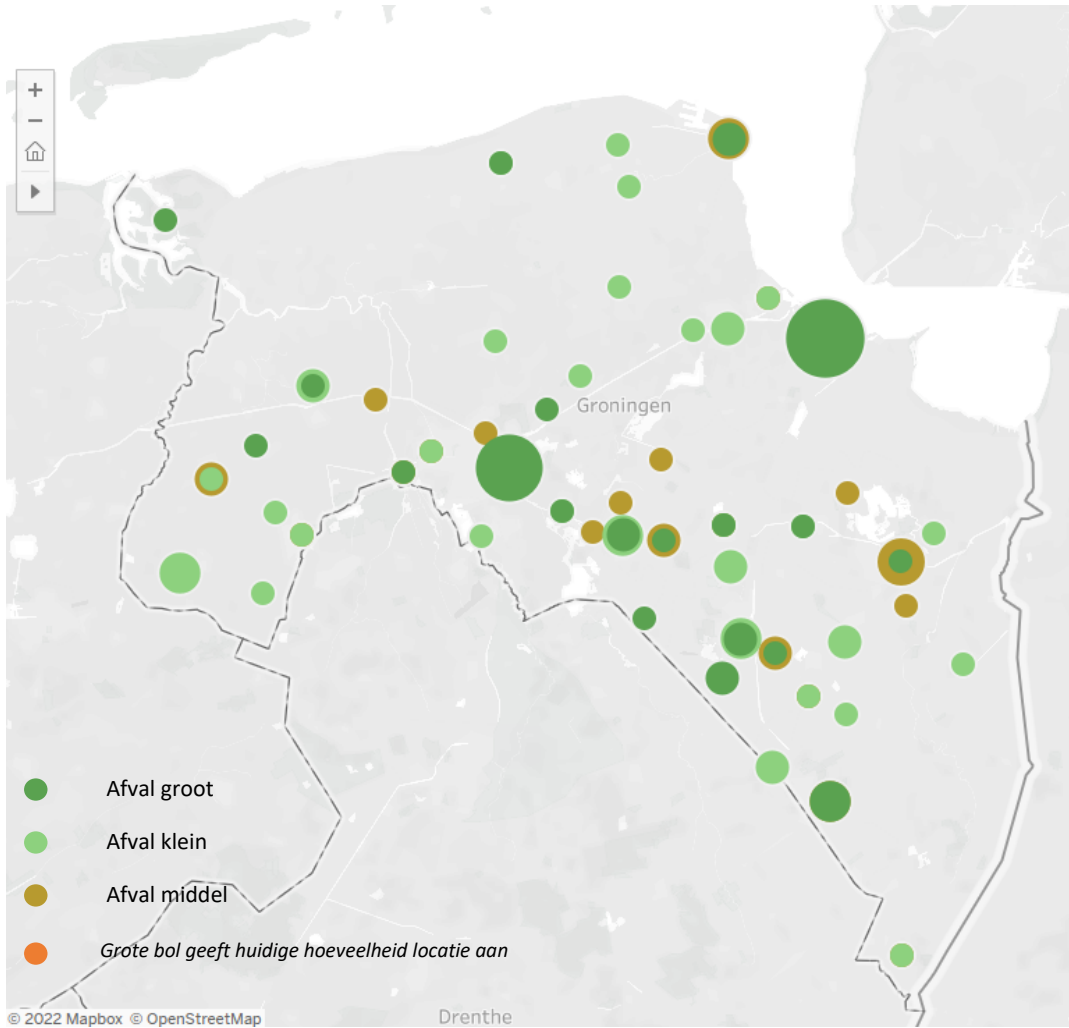 +
−
Groningen
Afval groot
Afval klein
Afval middel
Grote bol geeft huidige hoeveelheid locatie aan
© 2022 Mapbox © OpenStreetMap
Drenthe